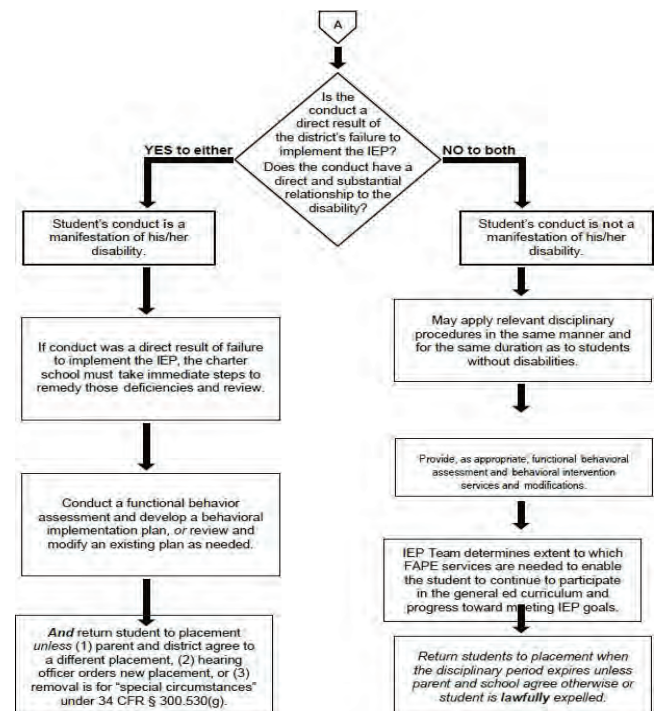 A
Is the
conduct a
direct result of
the district's failure to
implement the IEP?
Does the conduct have a
direct and substantial
relationship to the
disability?
YES to either
NO to both
Student's conduct is a
manifestation of his/her
disability.
If conduct was a direct result of failure
to implement the IEP, the charter
school must take immediate steps to
remedy those deficiencies and review.
Conduct a functional behavior
assessment and develop a behavioral
implementation plan, or review and
modify an existing plan as needed.
And return student to placement
unless (1) parent and district agree to
a different placement, (2) hearing
officer orders new placement, or (3)
removal is for "special circumstances"
under 34 CFR § 300.530(g).
Student's conduct is not a
manifestation of his/her
disability.
May apply relevant disciplinary
procedures in the same manner and
for the same duration as to students
without disabilities.
Provide, as appropriate, functional behavioral
assessment and behavioral intervention
services and modifications.
IEP Team determines extent to which
FAPE services are needed to enable
the student to continue to participate
in the general ed curriculum and
progress toward meeting IEP goals.
Return students to placement when
the disciplinary period expires unless
parent and school agree otherwise or
student is lawfully expelled.